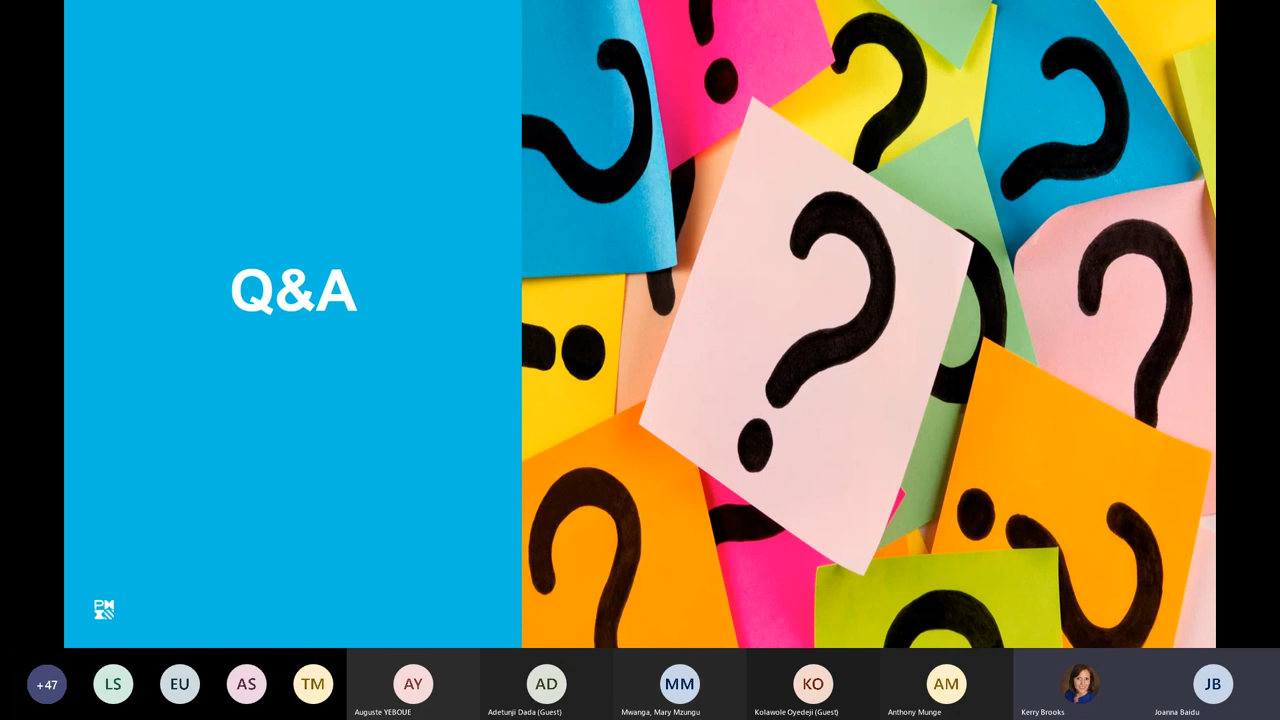 Q&A
PM
+47
LS
EU
AS
TM
AY
AD
MM
KO
AM
JB
Auguste YEBOUE
Adetunji Dada (Guest)
Mwanga, Mary Mzungu
Kolawole Oyedeji (Guest)
Anthony Munge
Kerry Brooks
Joanna Baidu